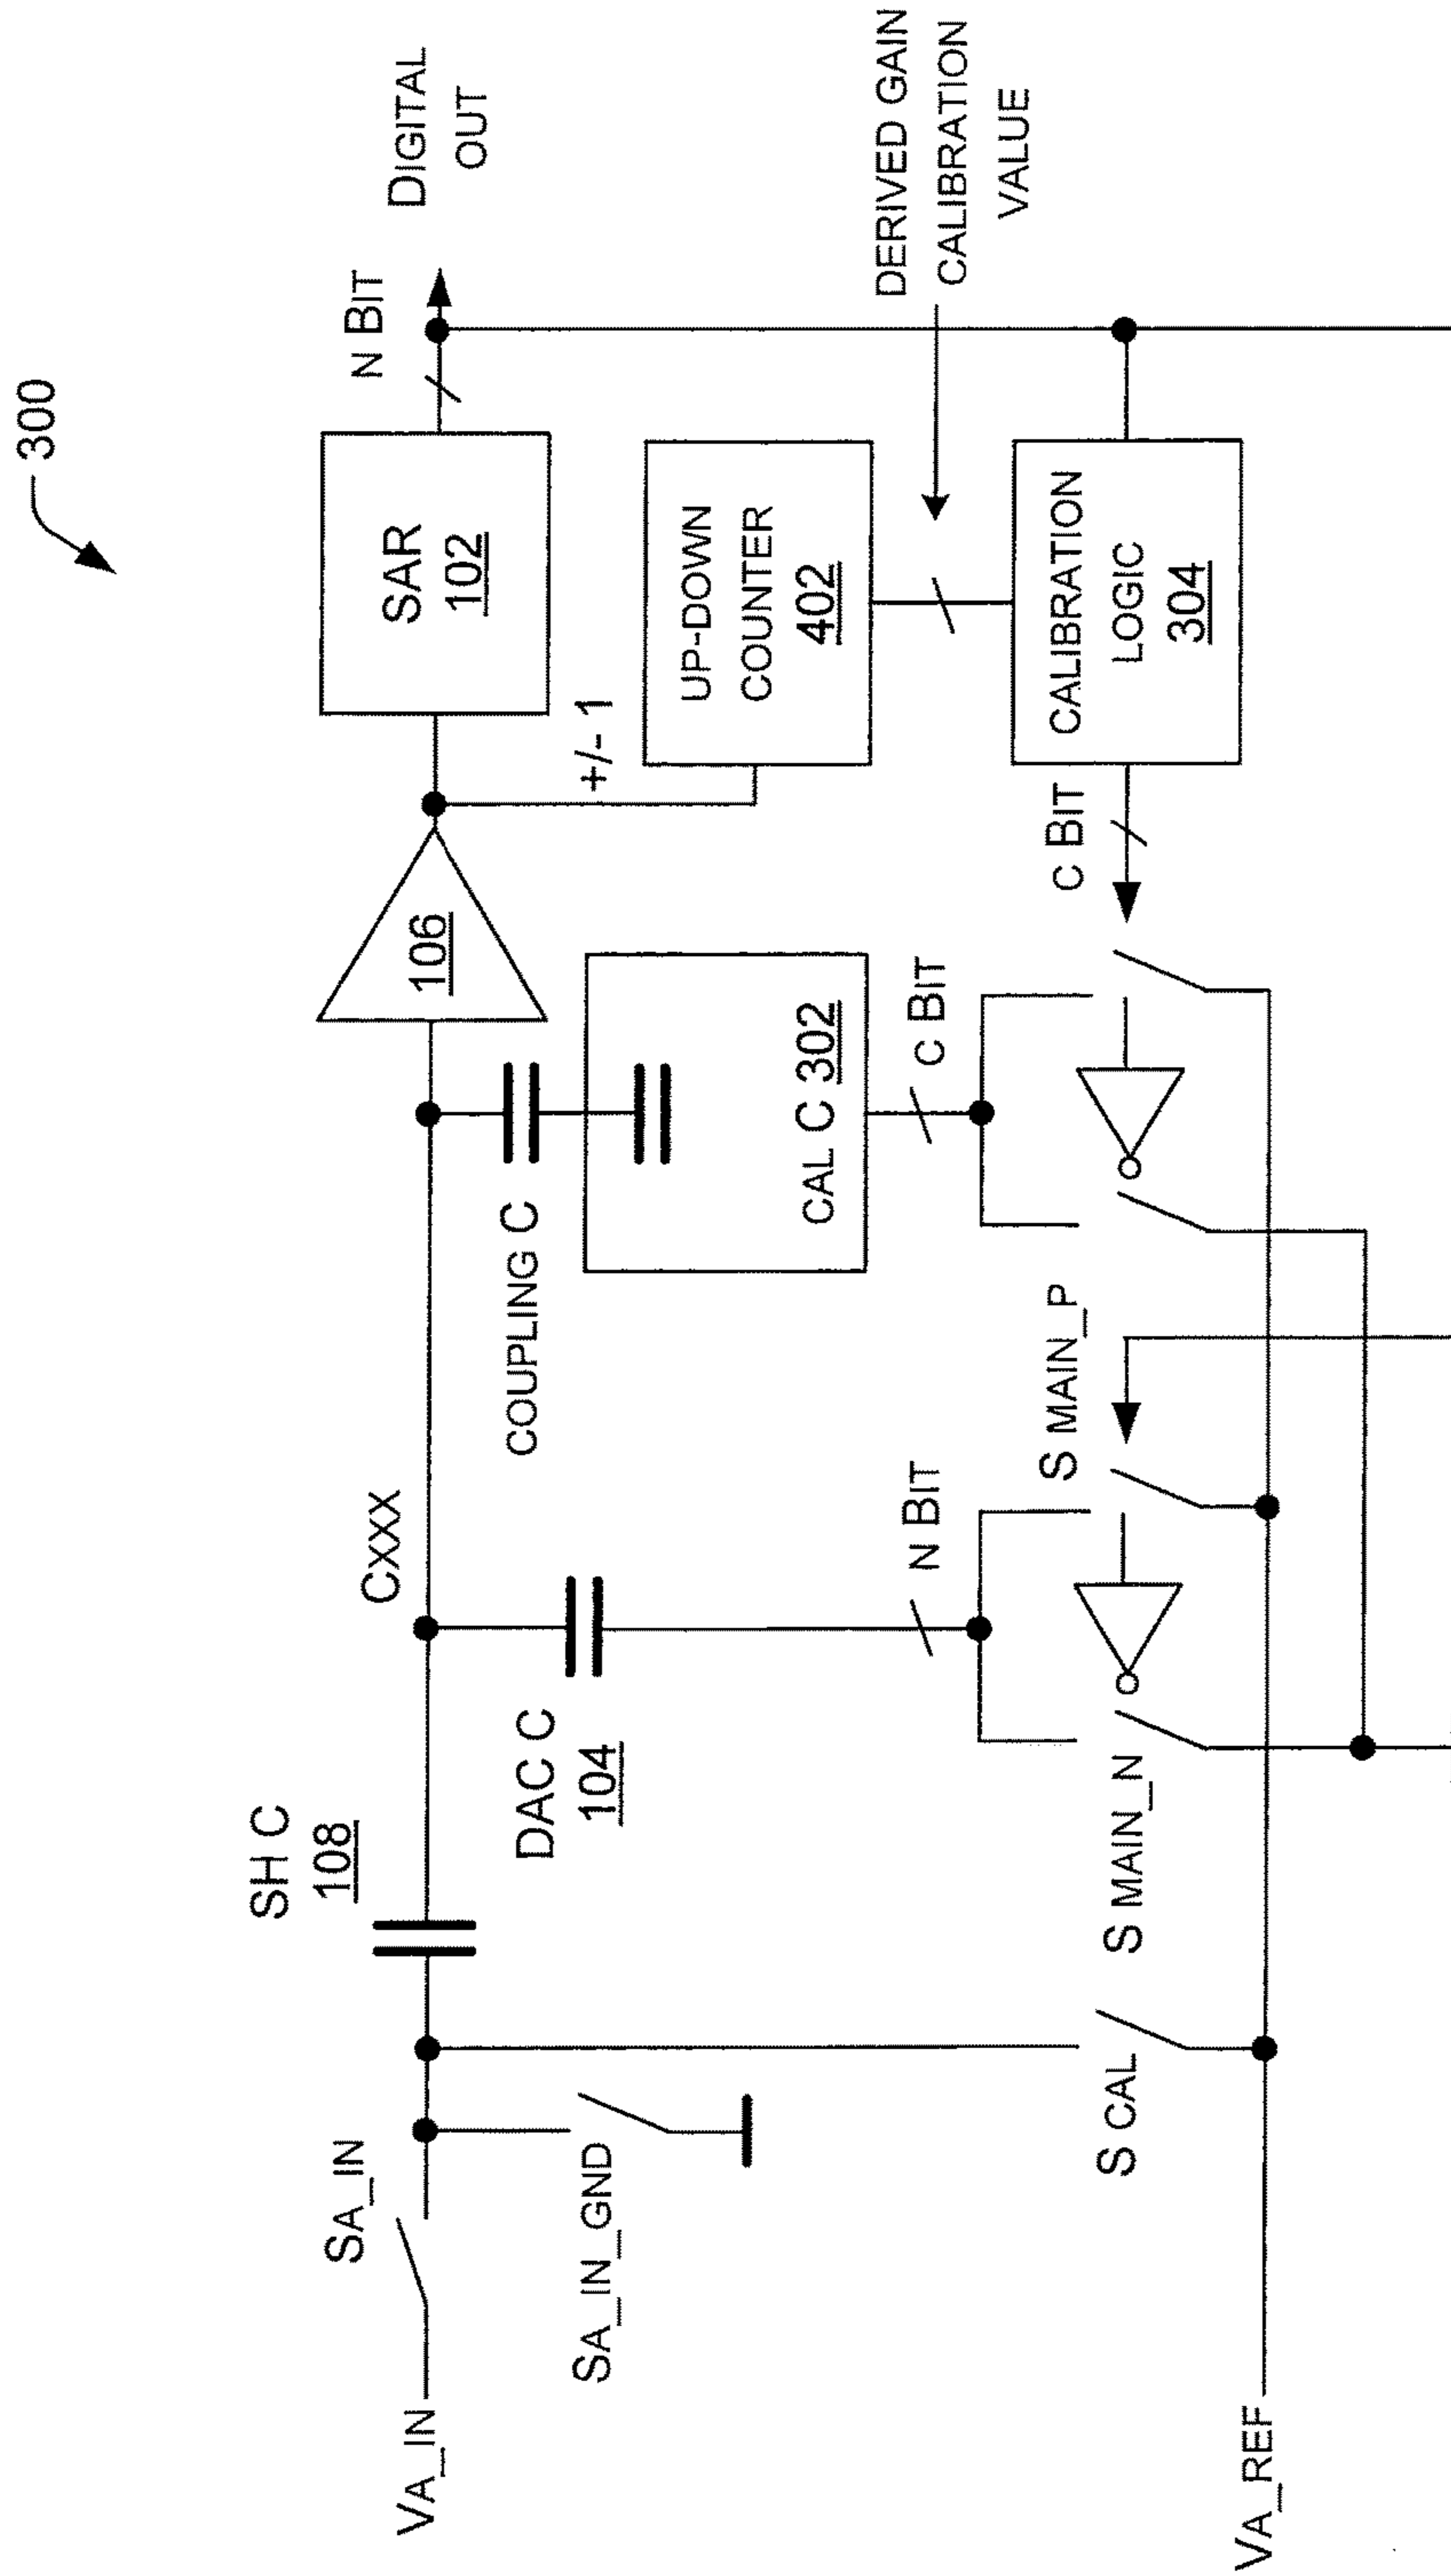 300
DIGITAL
OUT
N BIT
SAR
102
+/- 1
UP-DOWN
COUNTER
402
DERIVED GAIN
CALIBRATION
VALUE
CALIBRATION
LOGIC
304
C BIT
106
COUPLING C
CAL C 302
C BIT
CXXX
DAC C
104
N BIT
S MAIN_P
S MAIN_N
SH C
108
S CAL
SA_IN
SA_IN_GND
VA_IN
VA_REF